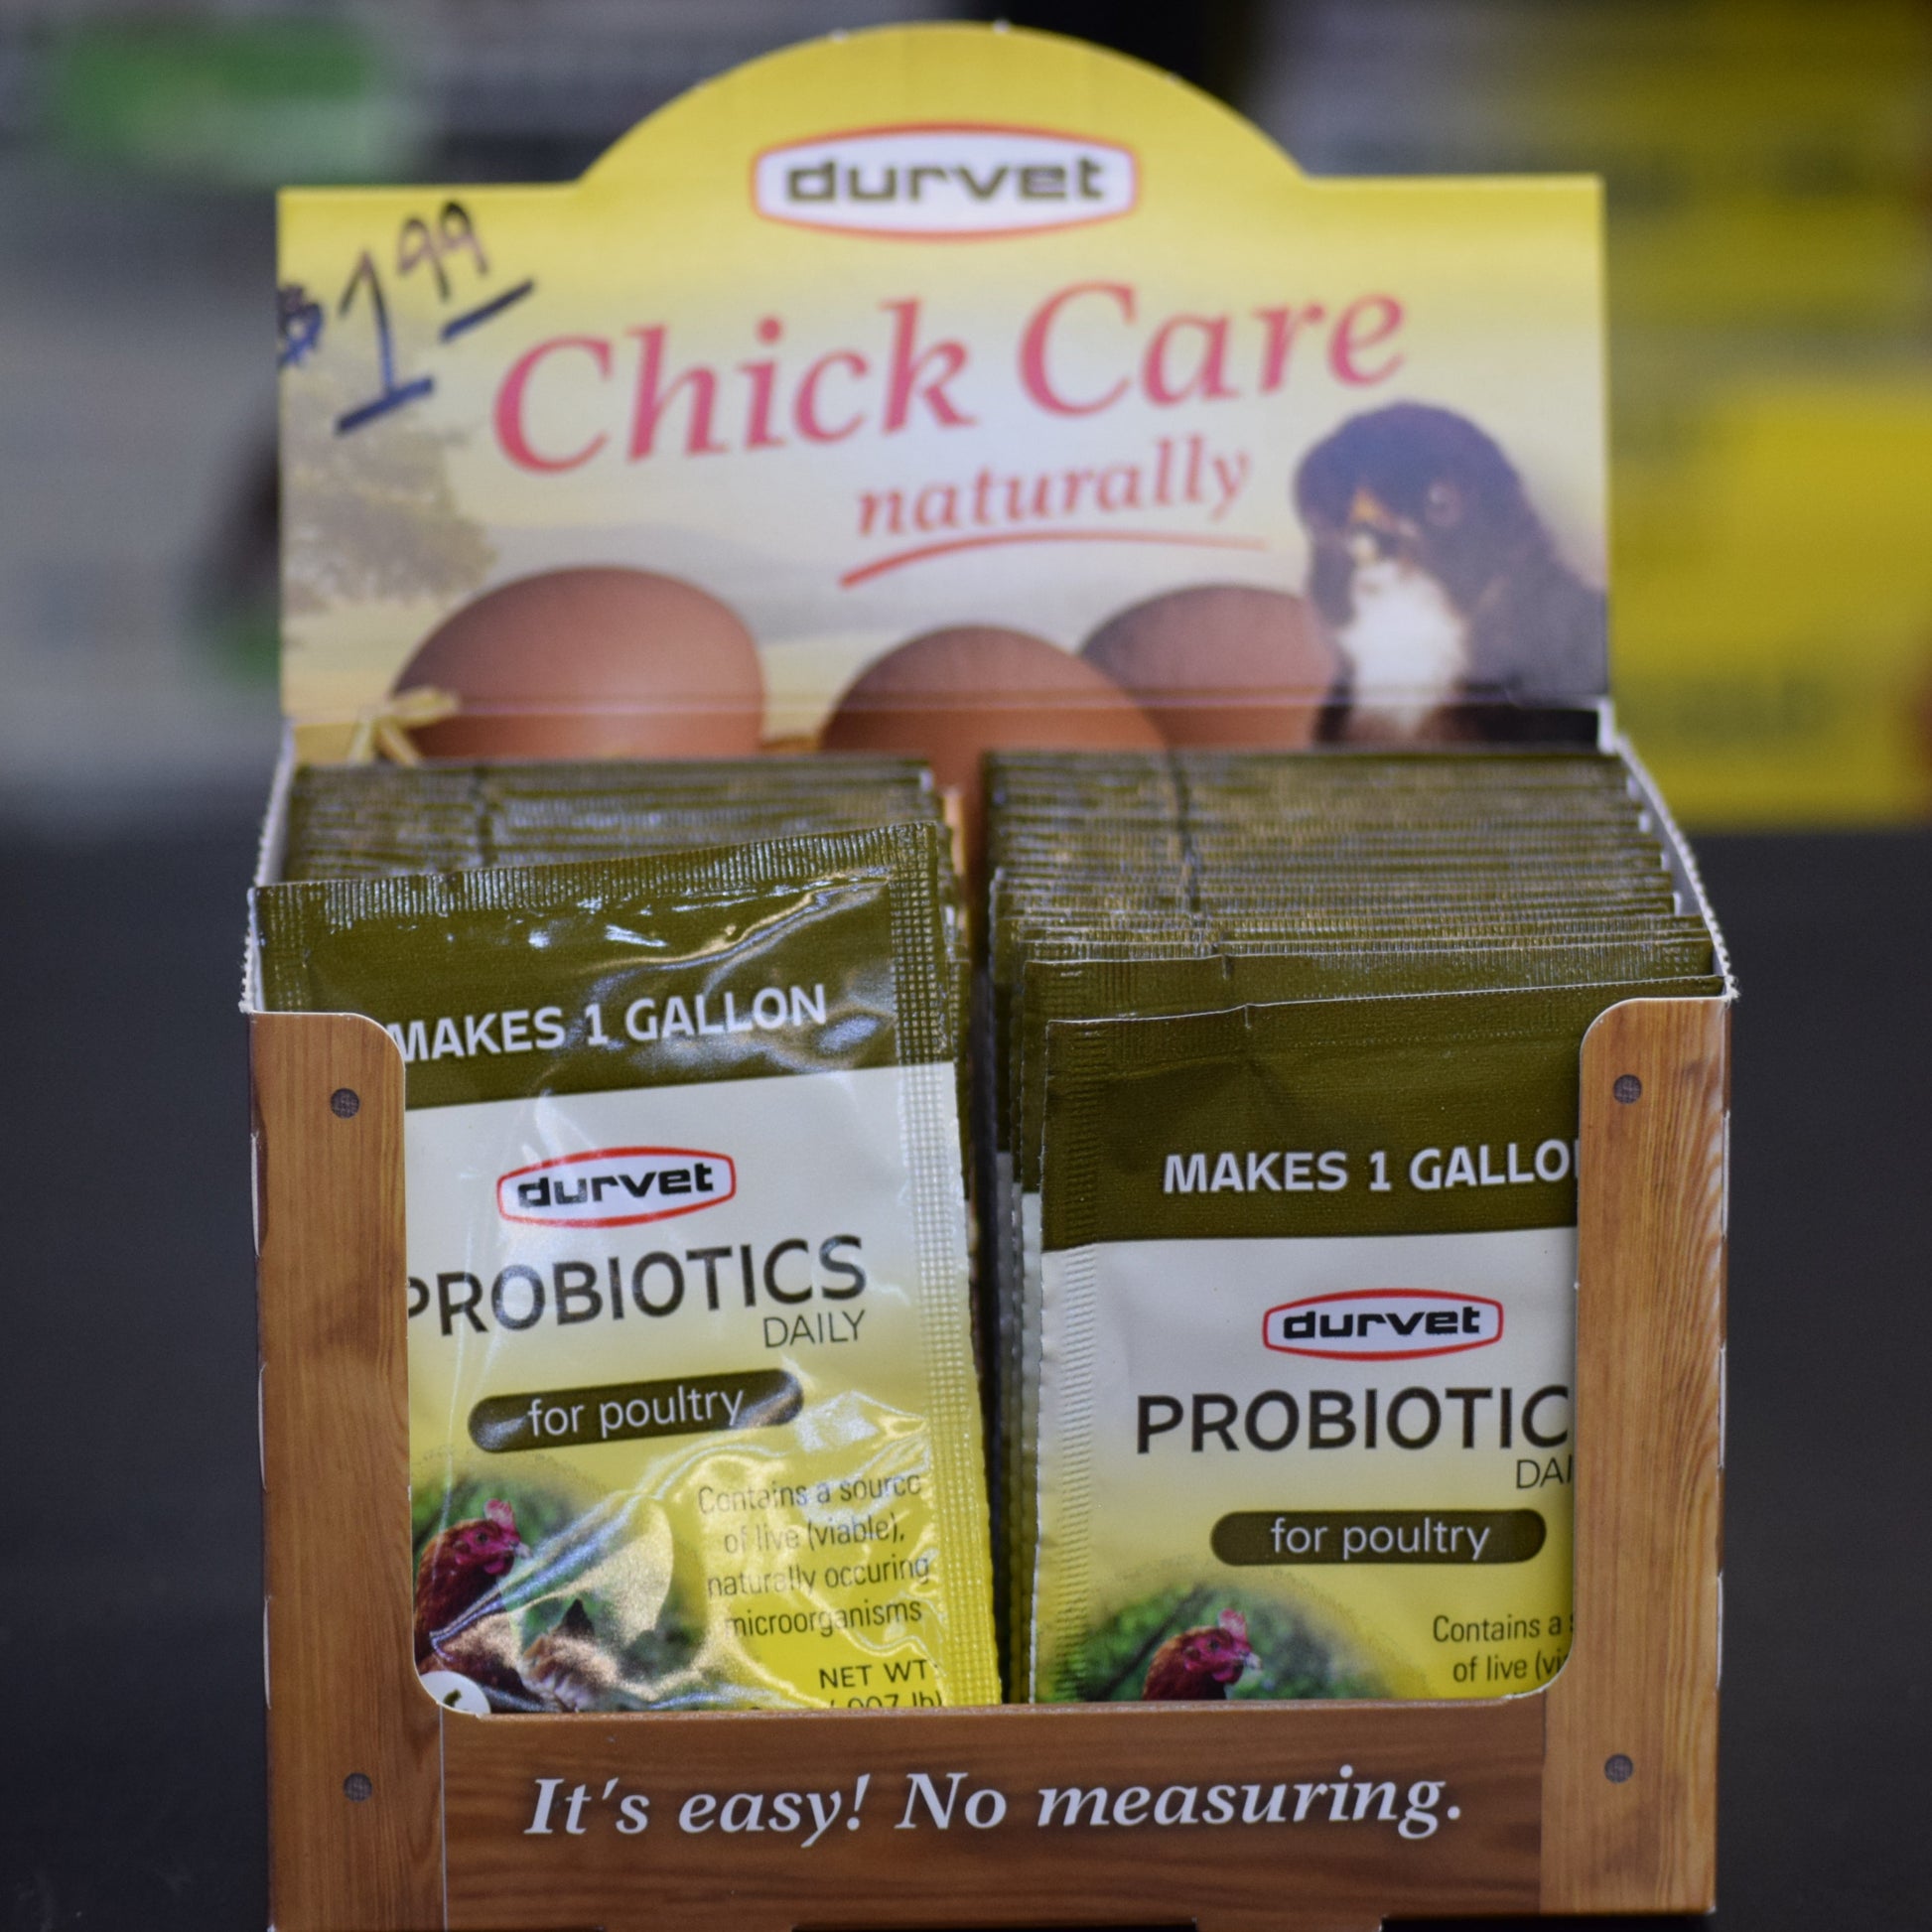 durvet
$1.99
Chick Care
naturally
MAKES 1 GALLON
durvet
PROBIOTICS
DAILY
for poultry
Contains a source
of live (viable),
naturally occuring
microorganisms
NET WT:
MAKES 1 GALLO
durvet
PROBIOTIC
DAI
for poultry
Contains a
of live (vi
It's easy! No measuring.